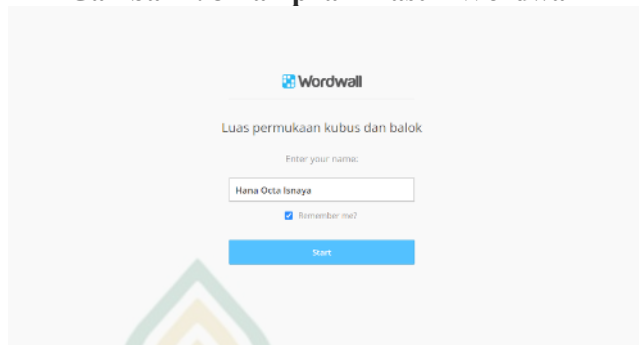 Wordwall
Luas permukaan kubus dan balok
Enter your name:
Hana Octa Isnaya
Remember me?
Start